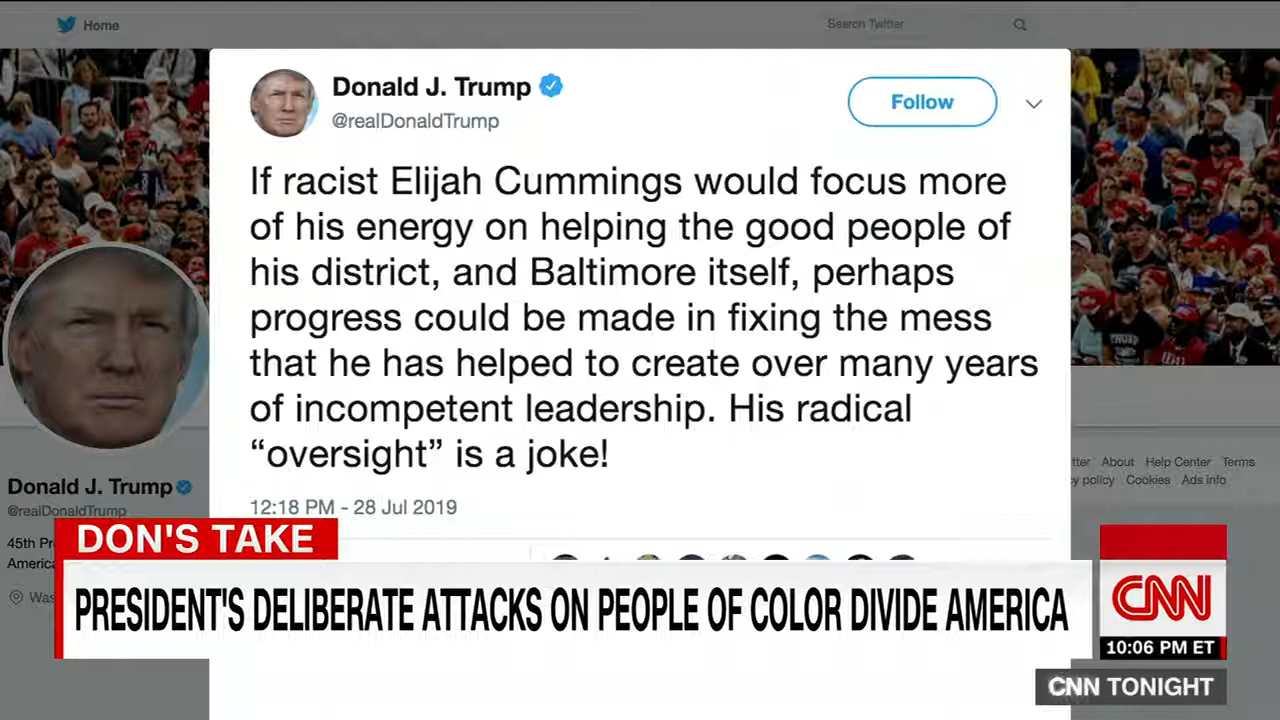 Home
Search Twitter
Donald J. Trump
@realDonaldTrump
Follow
If racist Elijah Cummings would focus more
of his energy on helping the good people of
his district, and Baltimore itself, perhaps
progress could be made in fixing the mess
that he has helped to create over many years
of incompetent leadership. His radical
“oversight” is a joke!
12:18 PM - 28 Jul 2019
Donald J. Trump
@realDonaldTrump
45th
About Help Center Terms
policy Cookies Ads info
DON'S TAKE
PRESIDENT'S DELIBERATE ATTACKS ON PEOPLE OF COLOR DIVIDE AMERICA
CNN
10:06 PM ET
CNN TONIGHT